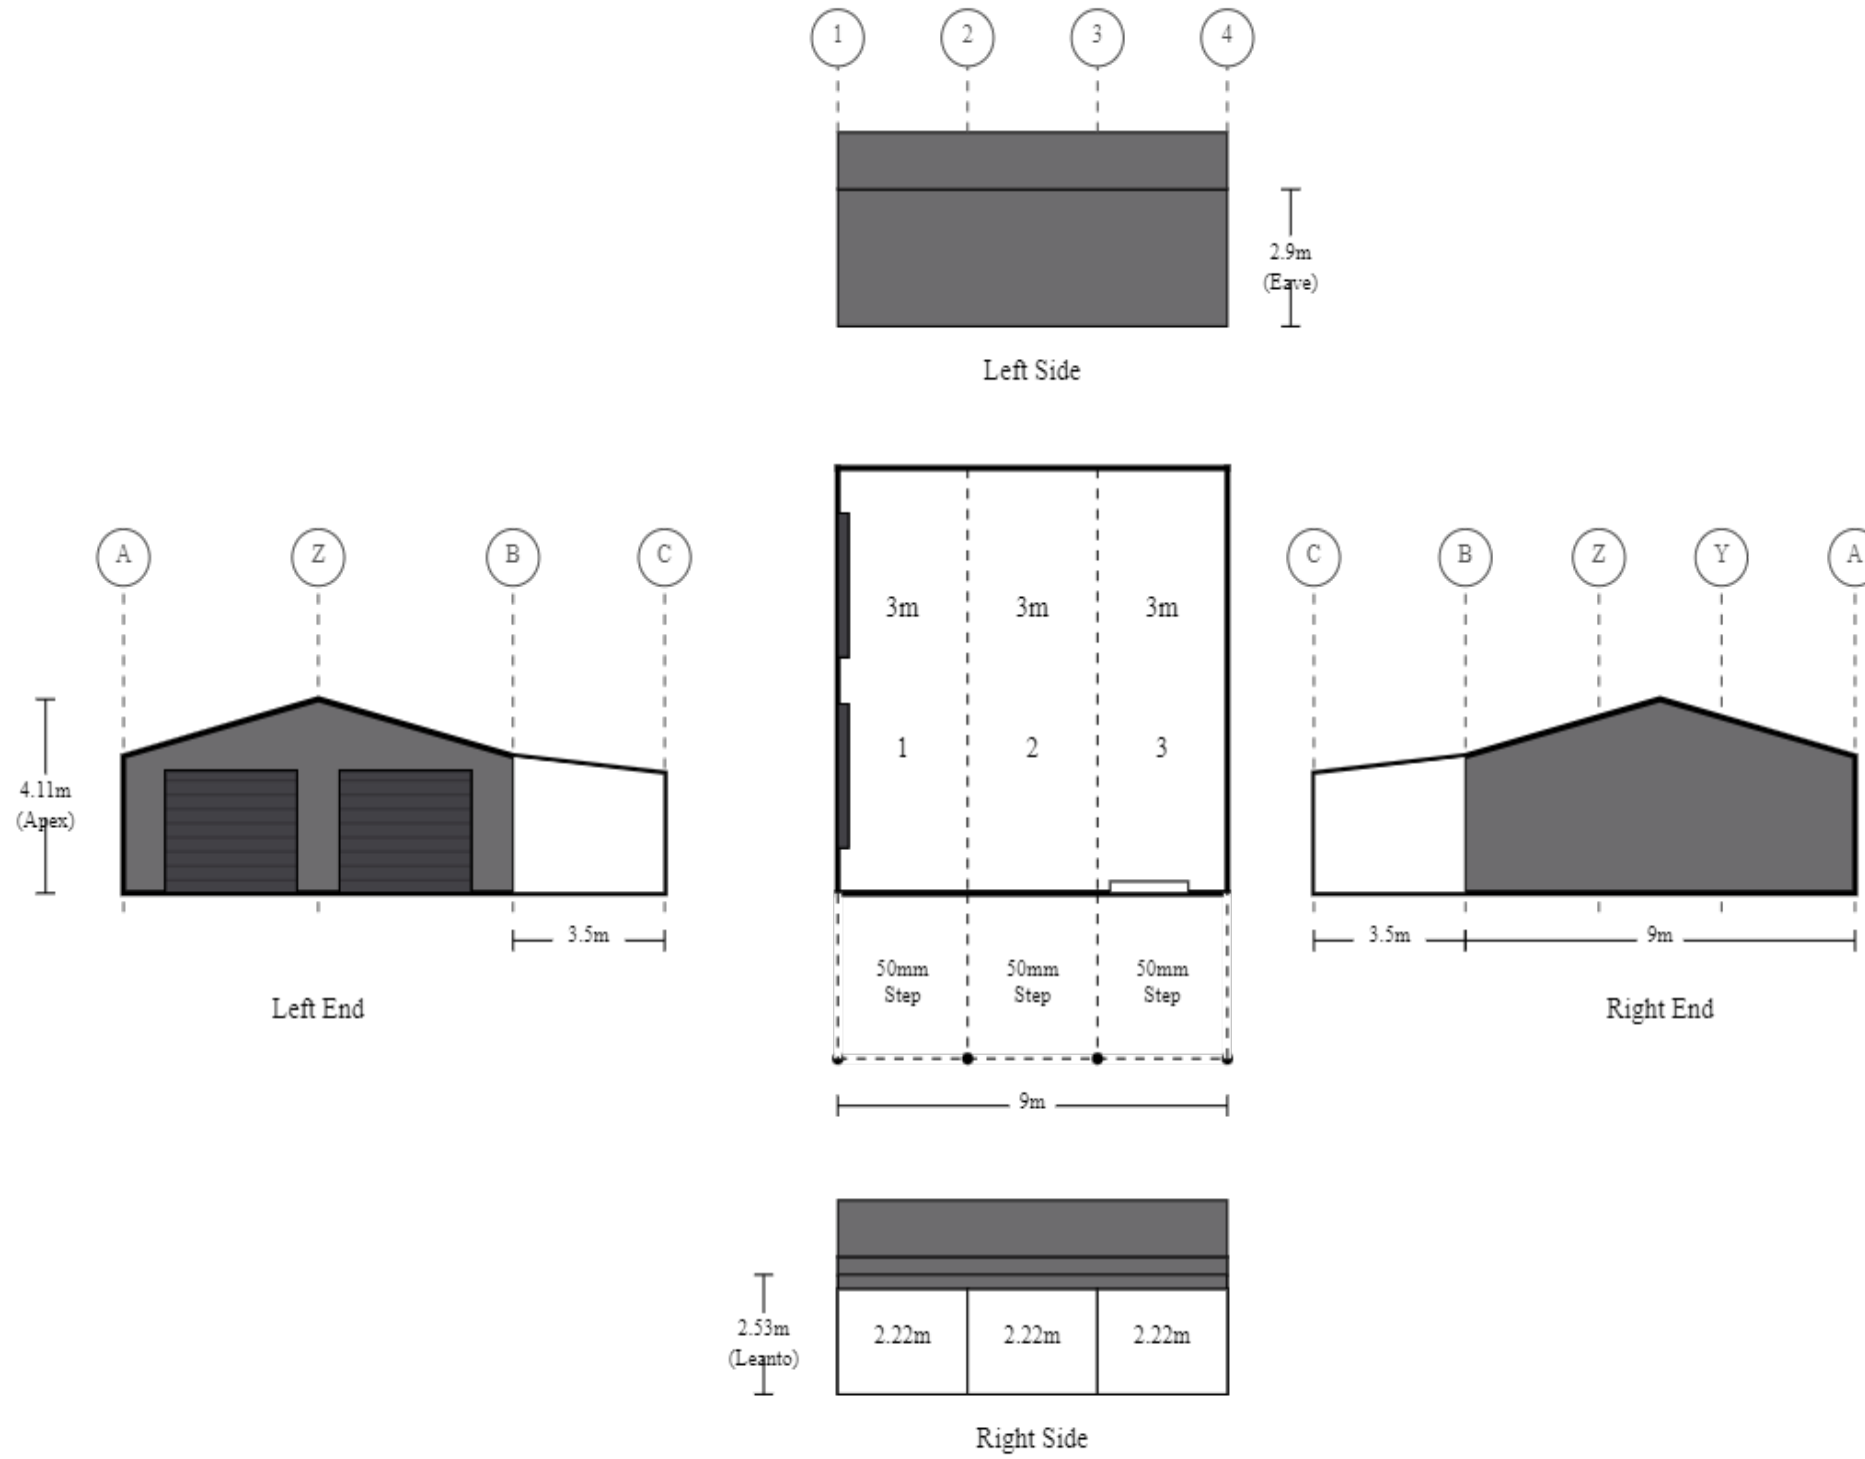 1 2 3 4
2.9m
(Eave)
Left Side
A Z B C
C B Z Y A
3m 3m 3m
1 2 3
4.11m
(Apex)
3.5m
3.5m 9m
50mm 50mm 50mm
Step Step Step
Left End
Right End
9m
2.53m
(Leanto)
2.22m 2.22m 2.22m
Right Side